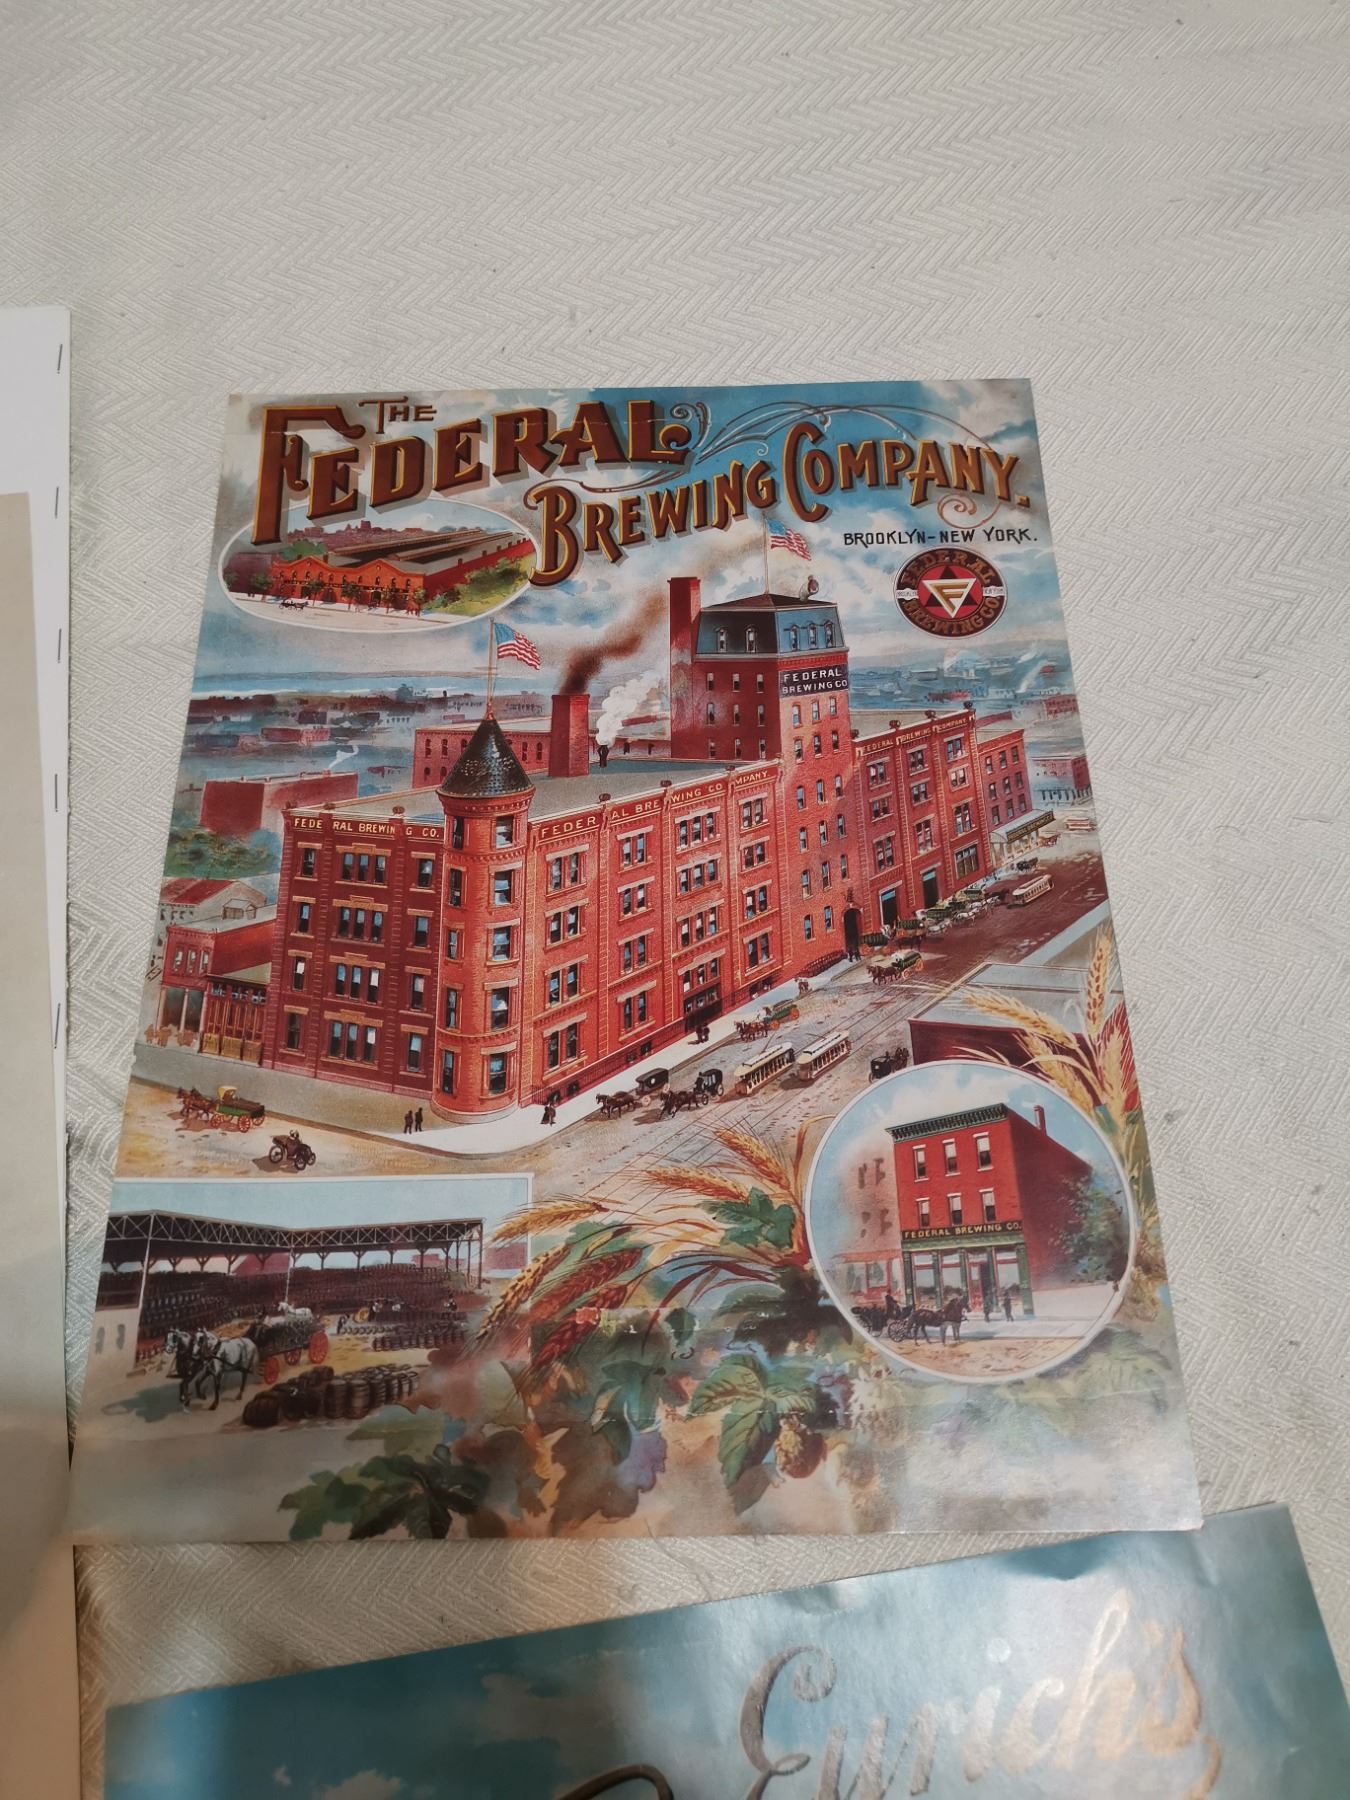 THE
FEDERAL
BREWING COMPANY.
BROOKLYN-NEW YORK.
FEDERAL
BREWING CO.
F
FEDERAL
BREWING CO
FEDERAL BREWING COMPANY
FEDERAL BREWING CO.
FEDERAL BREWING COMPANY
FEDERAL BREWING CO.
Eurich's